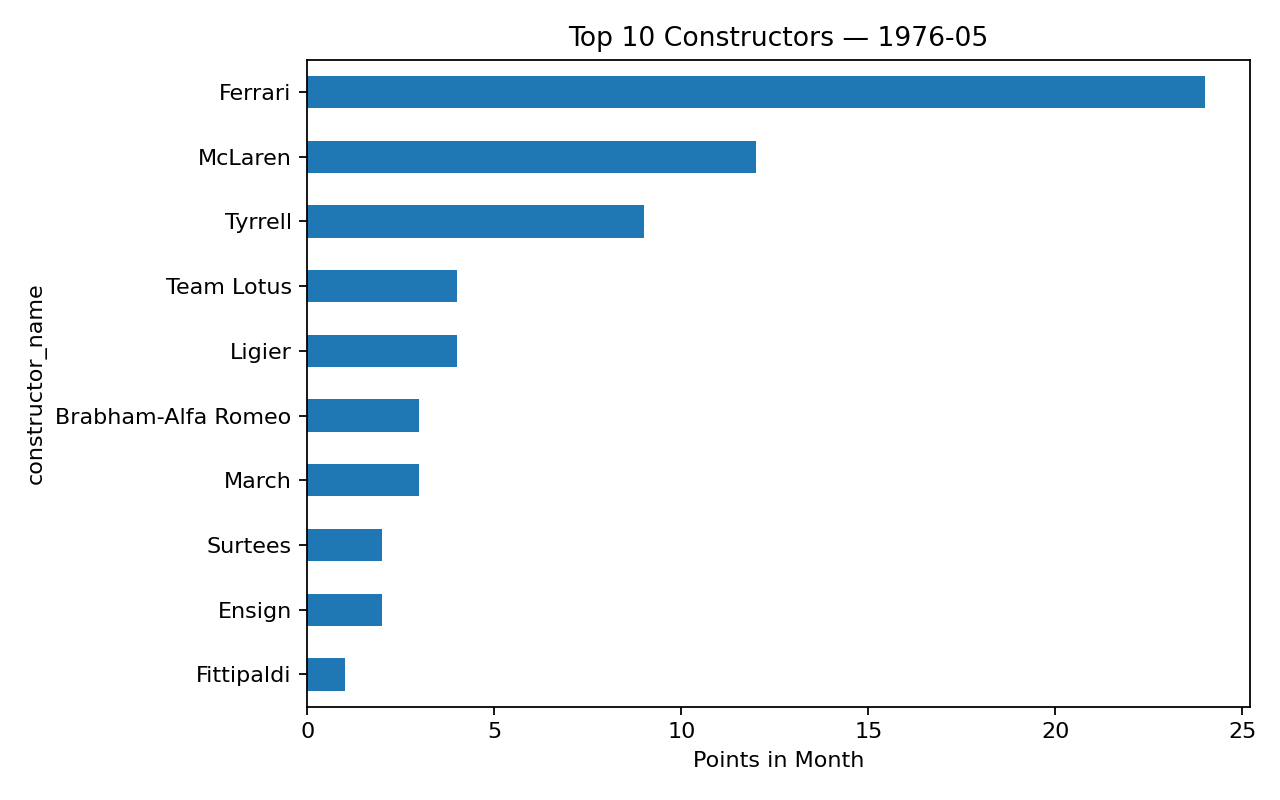 Top 10 Constructors — 1976-05
constructor_name
Ferrari
McLaren
Tyrrell
Team Lotus
Ligier
Brabham-Alfa Romeo
March
Surtees
Ensign
Fittipaldi
0 5 10 15 20 25
Points in Month